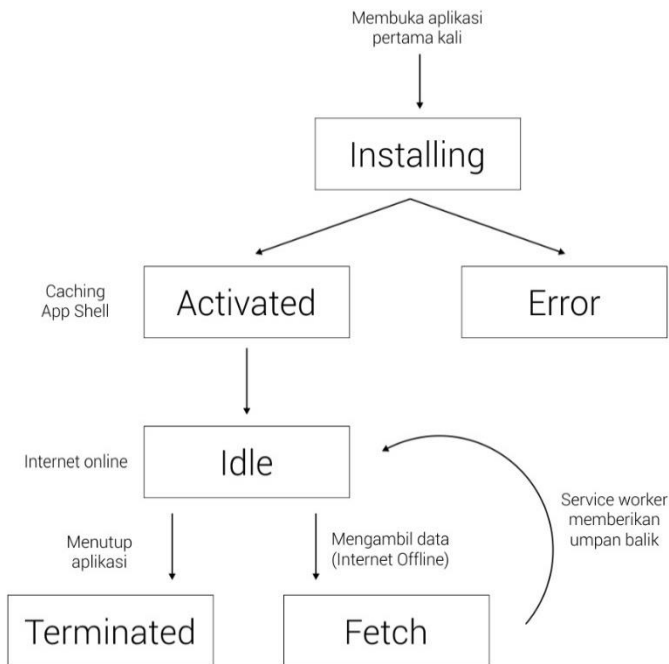 Membuka aplikasi
pertama kali
Installing
Caching
App Shell
Activated
Error
Internet online
Idle
Menutup
aplikasi
Mengambil data
(Internet Offline)
Service worker
memberikan
umpan balik
Terminated
Fetch